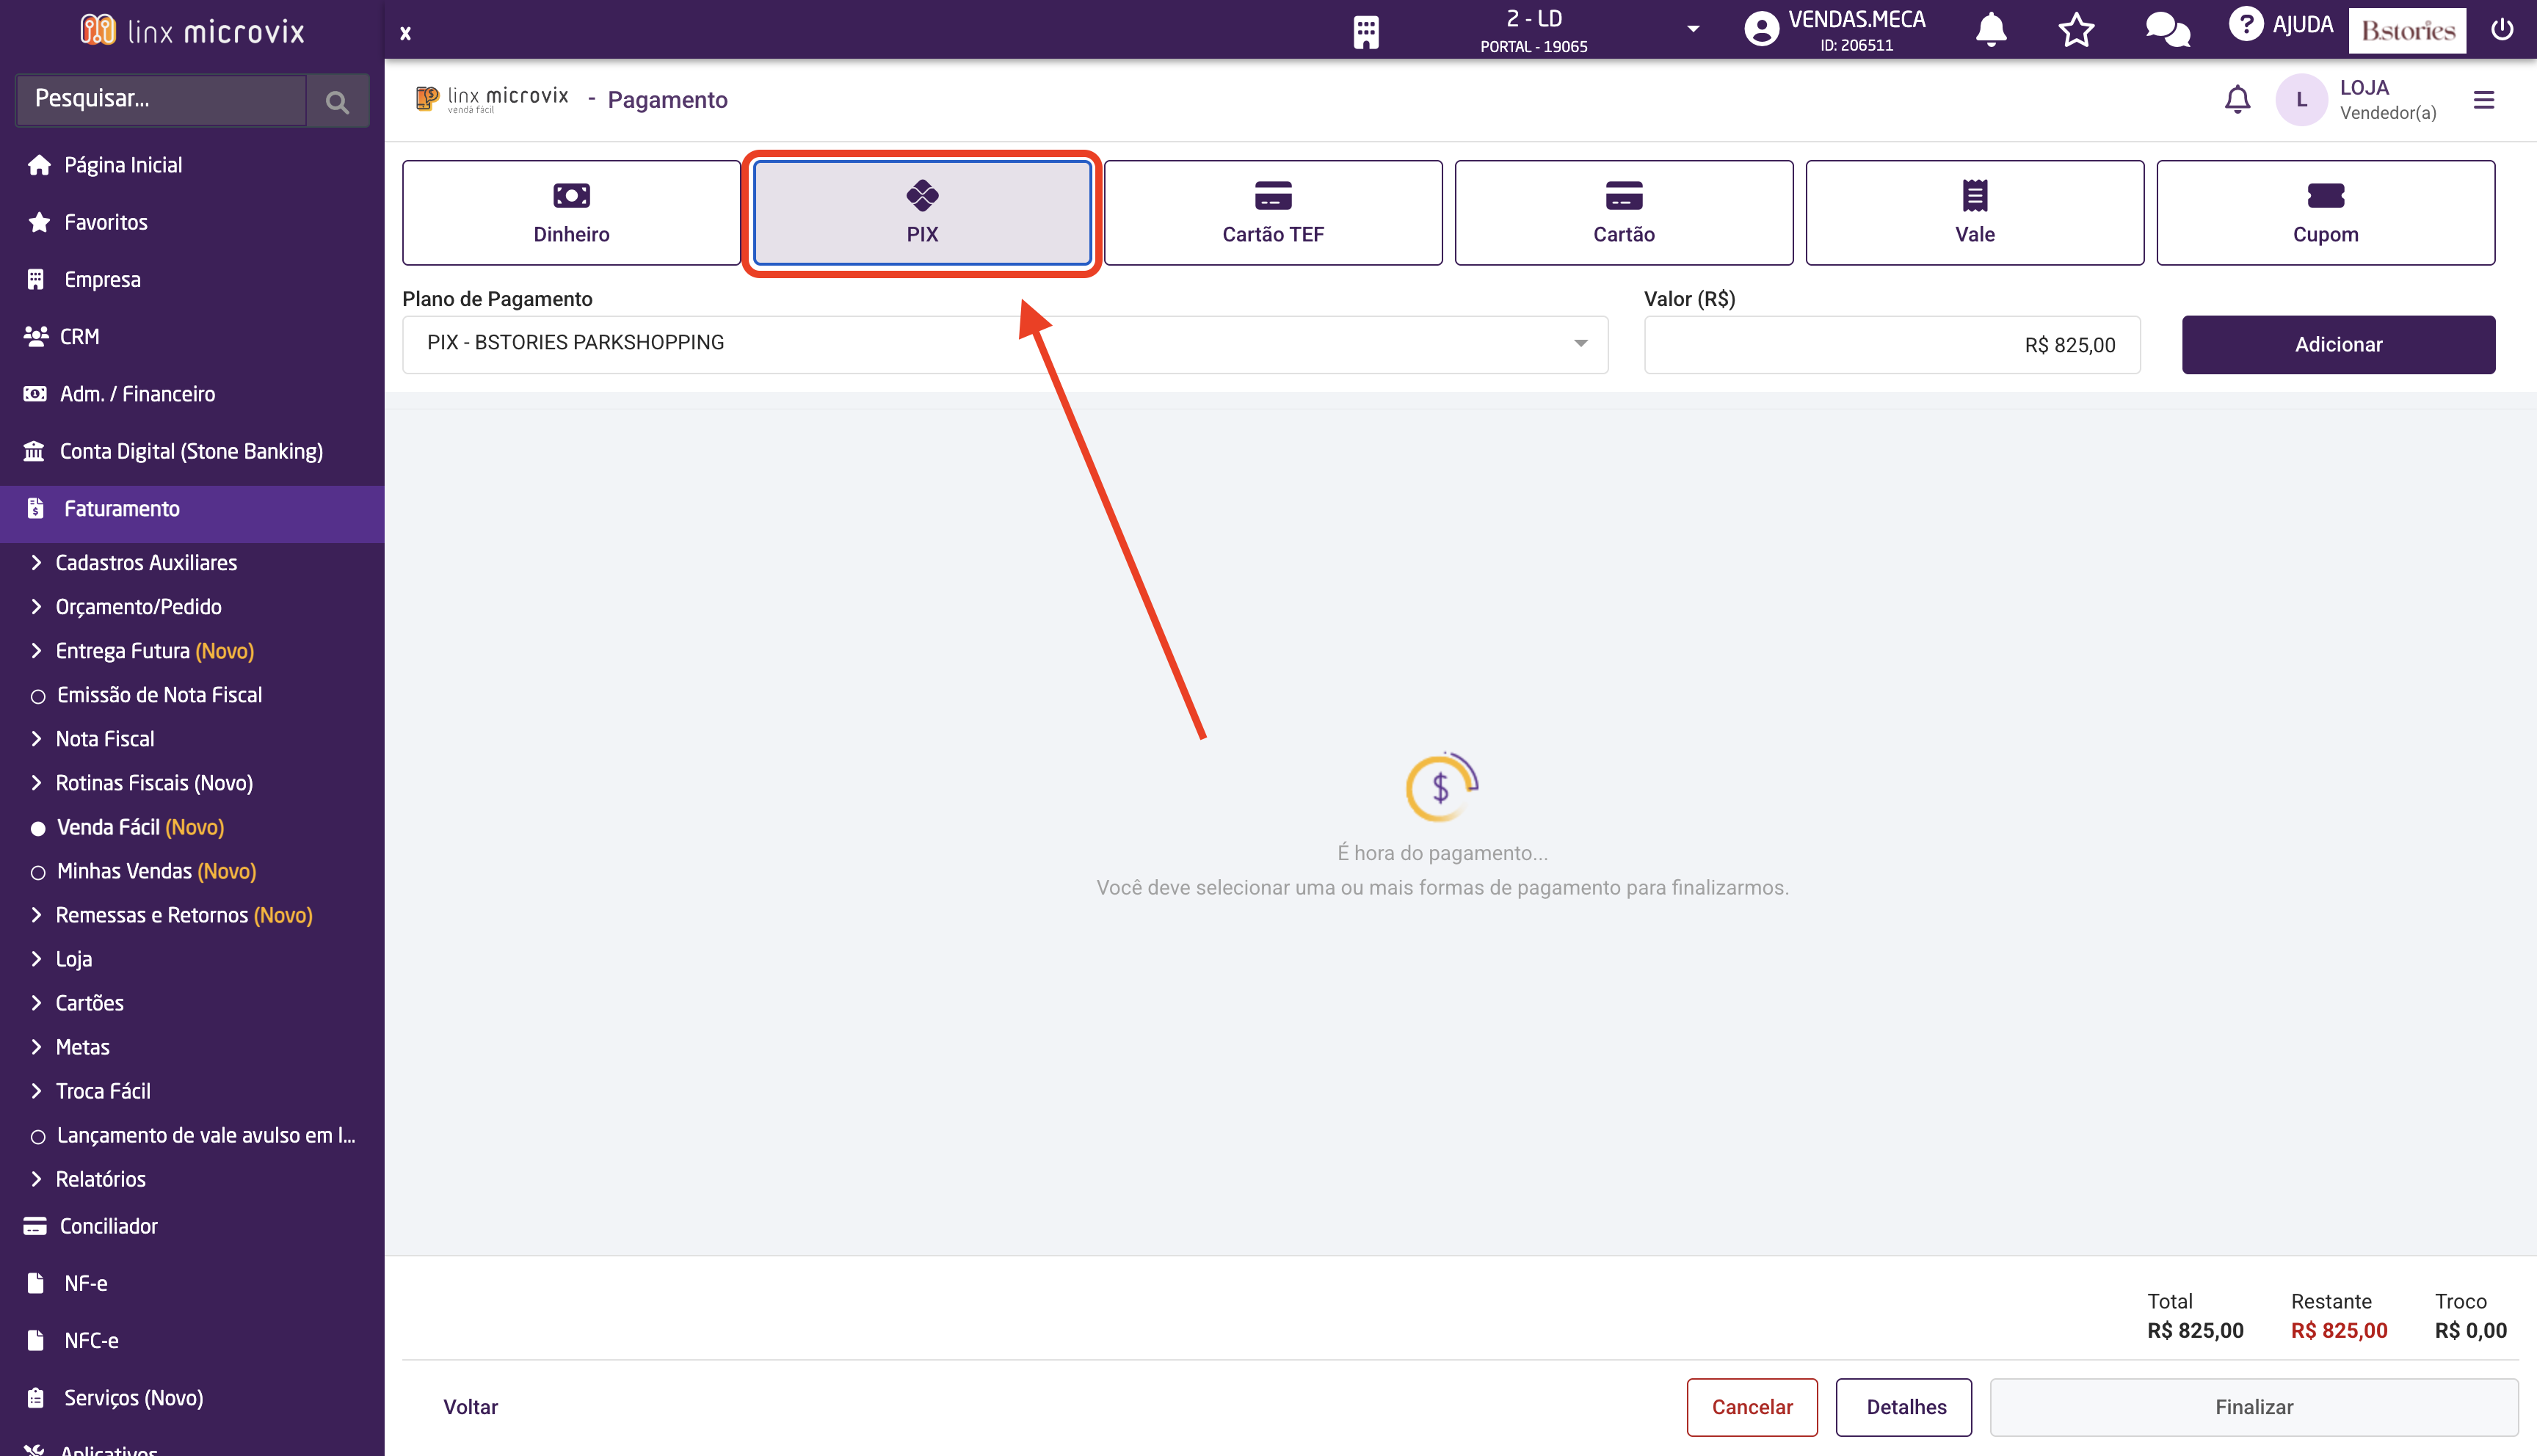 linx microvix
x
2 - LD
PORTAL - 19065
VENDAS.MECA
ID: 206511
? AJUDA
B.stories
Pesquisar...
linx microvix
venda fácil
- Pagamento
L
LOJA
Vendedor(a)
Página Inicial
Favoritos
Empresa
CRM
Adm. / Financeiro
Conta Digital (Stone Banking)
Faturamento
Cadastros Auxiliares
Orçamento/Pedido
Entrega Futura (Novo)
Emissão de Nota Fiscal
Nota Fiscal
Rotinas Fiscais (Novo)
Venda Fácil (Novo)
Minhas Vendas (Novo)
Remessas e Retornos (Novo)
Loja
Cartões
Metas
Troca Fácil
Lançamento de vale avulso em l...
Relatórios
Conciliador
NF-e
NFC-e
Serviços (Novo)
Aplicativos
Dinheiro
PIX
Cartão TEF
Cartão
Vale
Cupom
Plano de Pagamento
PIX - BSTORIES PARKSHOPPING
Valor (R$)
R$ 825,00
Adicionar
$
É hora do pagamento...
Você deve selecionar uma ou mais formas de pagamento para finalizarmos.
Total
R$ 825,00
Restante
R$ 825,00
Troco
R$ 0,00
Voltar
Cancelar
Detalhes
Finalizar